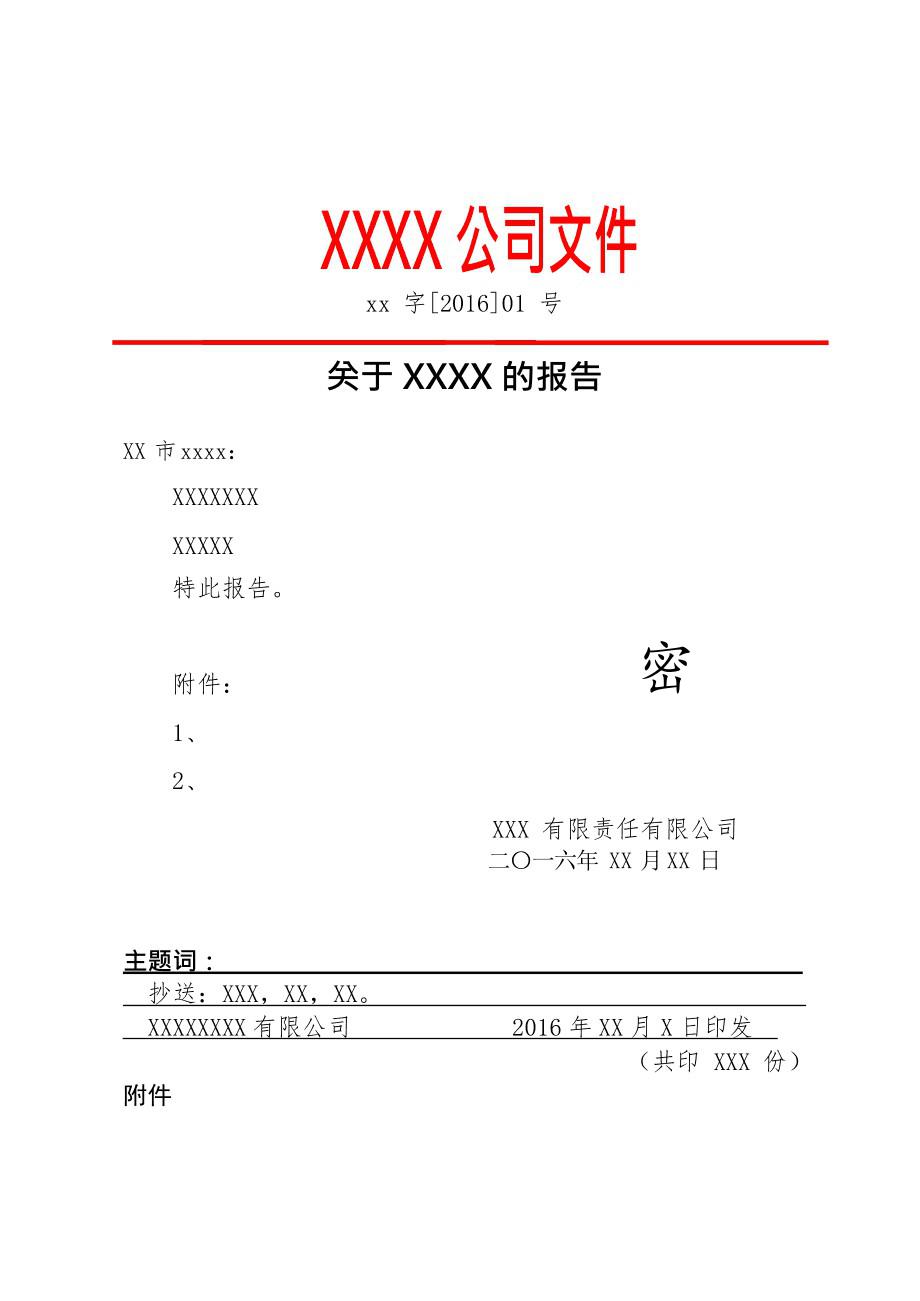 XXXX 公司文件
xx 字[2016]01 号
关于 XXXX 的报告
XX 市 xxxx：
XXXXXXX
XXXXX
特此报告。
密
附件：
1、
2、
XXX 有限责任有限公司
二〇一六年 XX 月 XX 日
主题词：
抄送：XXX，XX，XX。
XXXXXXXX 有限公司 2016 年 XX 月 X 日印发
（共印 XXX 份）
附件